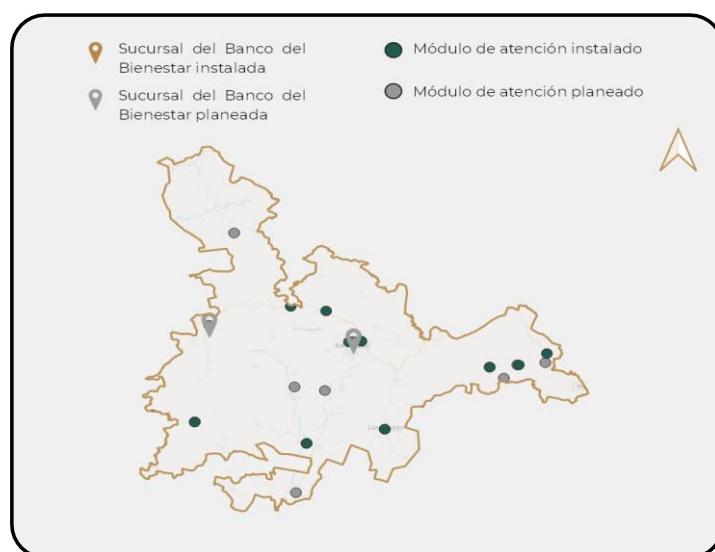 Sucursal del Banco del
Bienestar instalada
Módulo de atención instalado
Sucursal del Banco del
Bienestar planeada
Módulo de atención planeado